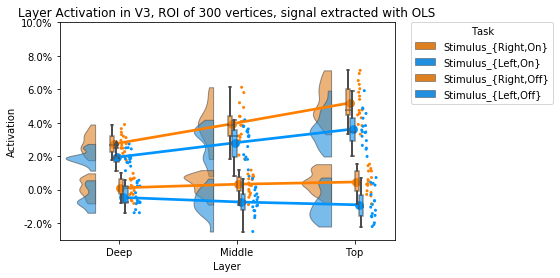 Layer Activation in V3, ROI of 300 vertices, signal extracted with OLS
10.0%
8.0%
6.0%
4.0%
2.0%
0.0%
-2.0%
Activation
Deep
Middle
Top
Layer
Task
Stimulus_{Right,On}
Stimulus_{Left,On}
Stimulus_{Right,Off}
Stimulus_{Left,Off}